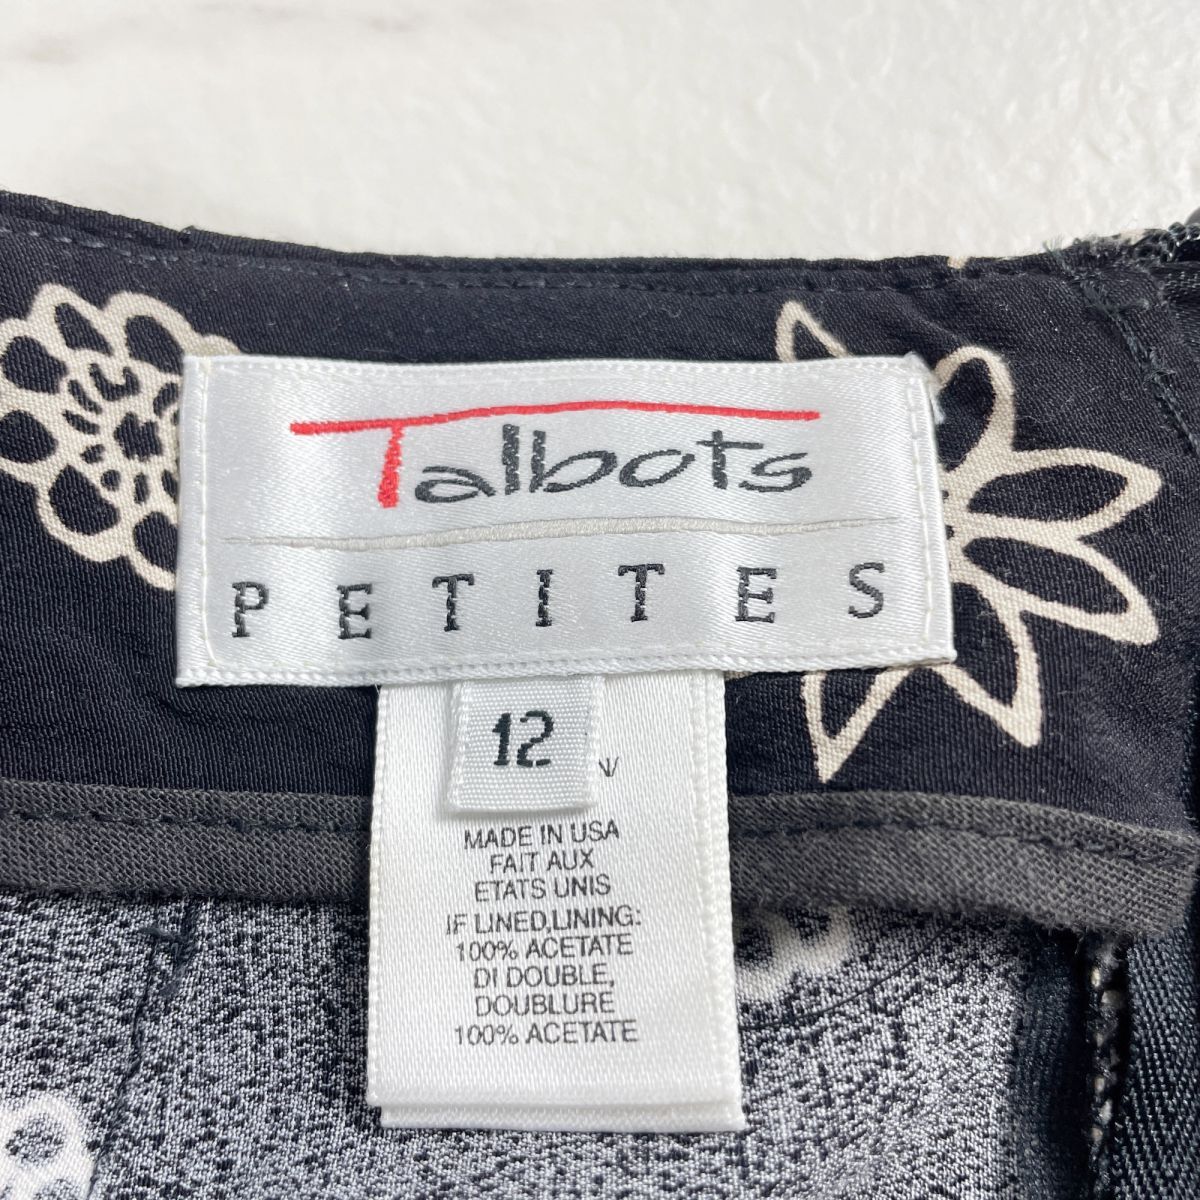 Talbots
PETITES
12
MADE IN USA
FAIT AUX
ETATS UNIS
IF LINED,LINING:
100% ACETATE
DI DOUBLE,
DOUBLURE
100% ACETATE